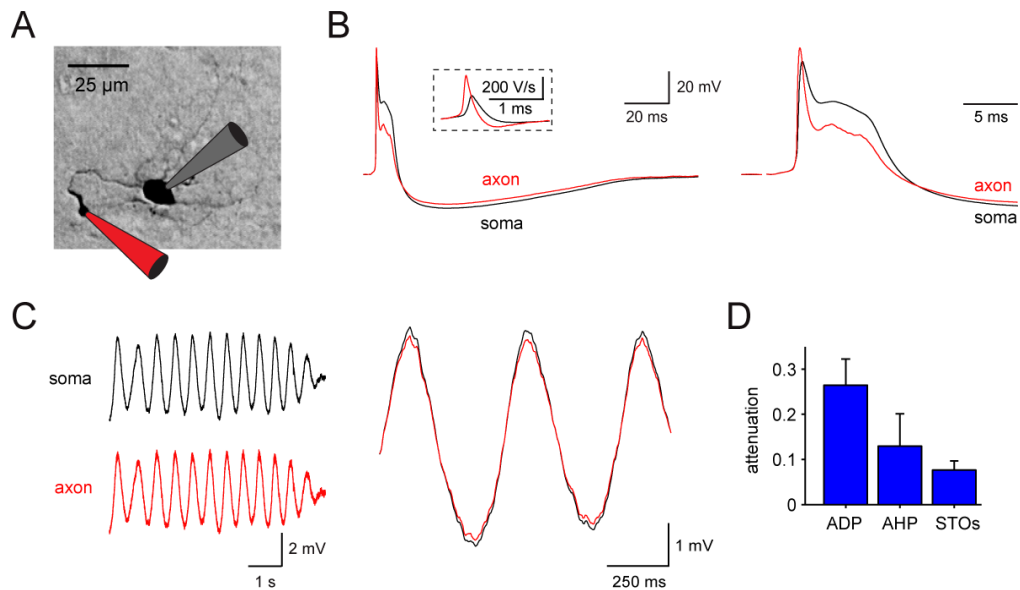 A
25 µm
B
200 V/s
1 ms
20 mV
20 ms
axon
soma
5 ms
axon
soma
C
soma
axon
2 mV
1 s
1 mV
250 ms
D
attenuation
0.3
0.2
0.1
0
ADP AHP STOs